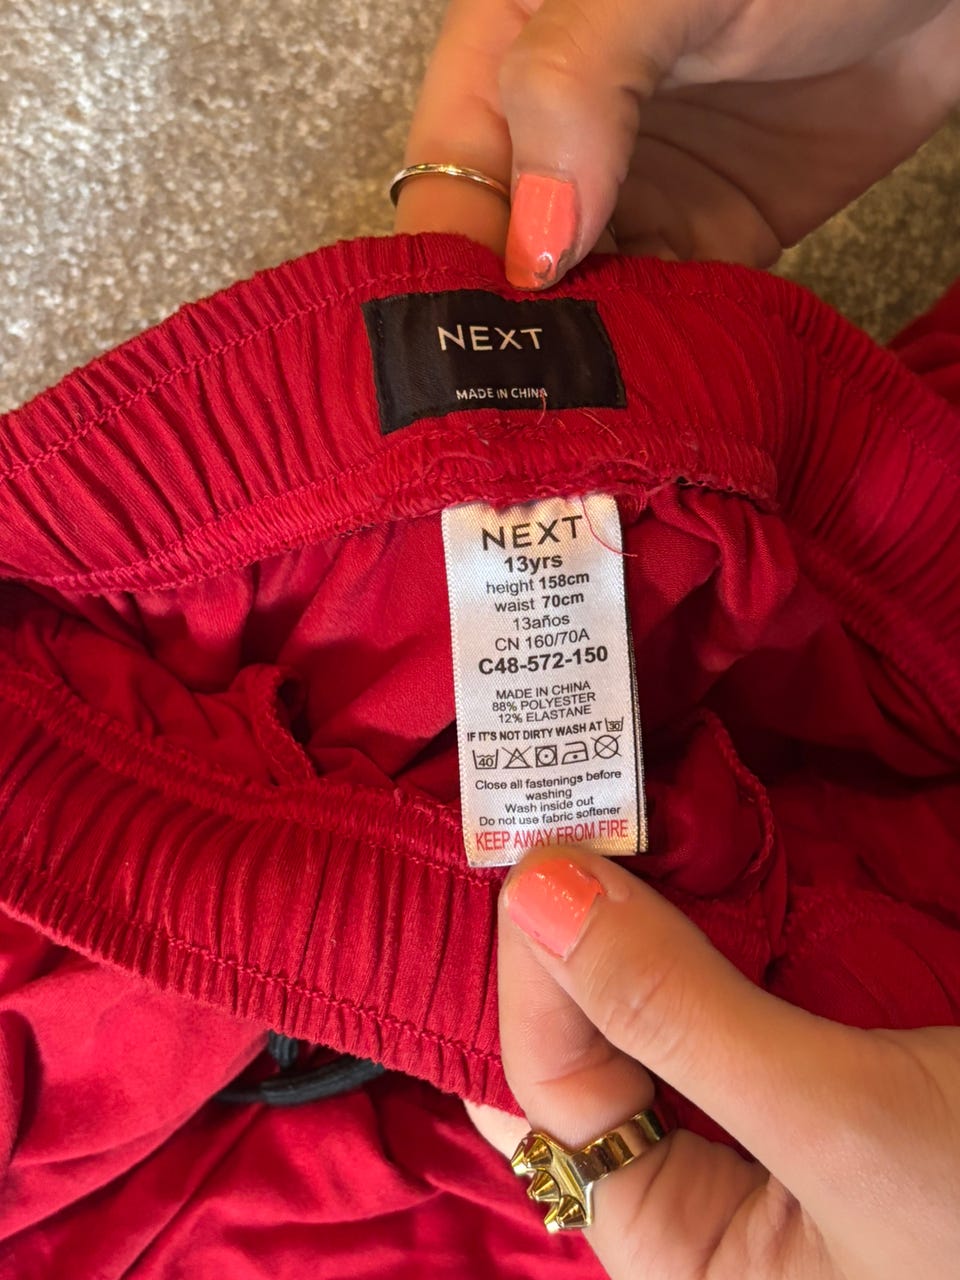 NEXT
MADE IN CHINA
NEXT
13yrs
height 158cm
waist 70cm
13años
CN 160/70A
C48-572-150
MADE IN CHINA
88% POLYESTER
12% ELASTANE
IF IT'S NOT DIRTY WASH AT 30
40
Close all fastenings before
washing
Wash inside out
Do not use fabric softener
KEEP AWAY FROM FIRE